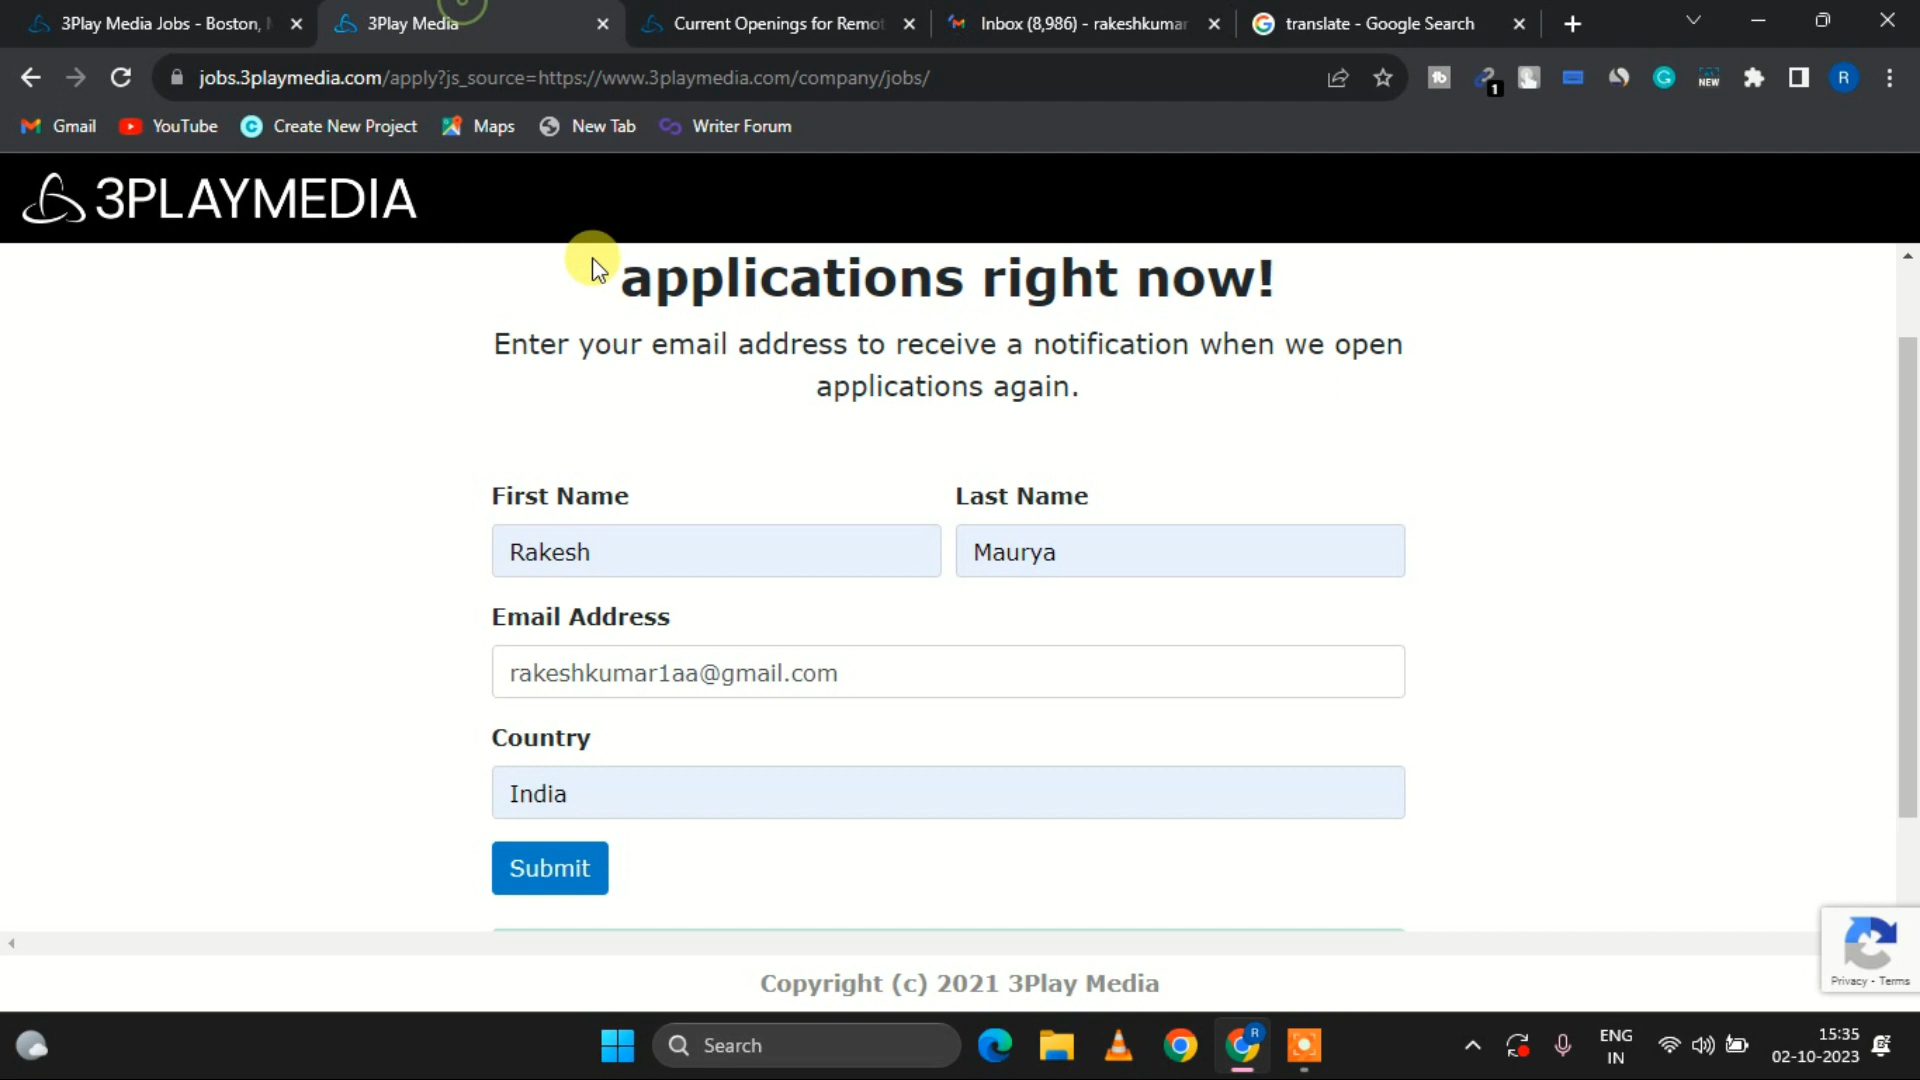 3Play Media Jobs - Boston,
3Play Media
Current Openings for Remot
Inbox (8,986) - rakeshkumar
translate - Google Search
jobs.3playmedia.com/apply?js_source=https://www.3playmedia.com/company/jobs/
1
NEW
R
Gmail
YouTube
Create New Project
Maps
New Tab
Writer Forum
3PLAYMEDIA
applications right now!
Enter your email address to receive a notification when we open
applications again.
First Name
Last Name
Rakesh
Maurya
Email Address
rakeshkumar1aa@gmail.com
Country
India
Submit
Privacy - Terms
Copyright (c) 2021 3Play Media
Search
R
ENG
IN
15:35
02-10-2023